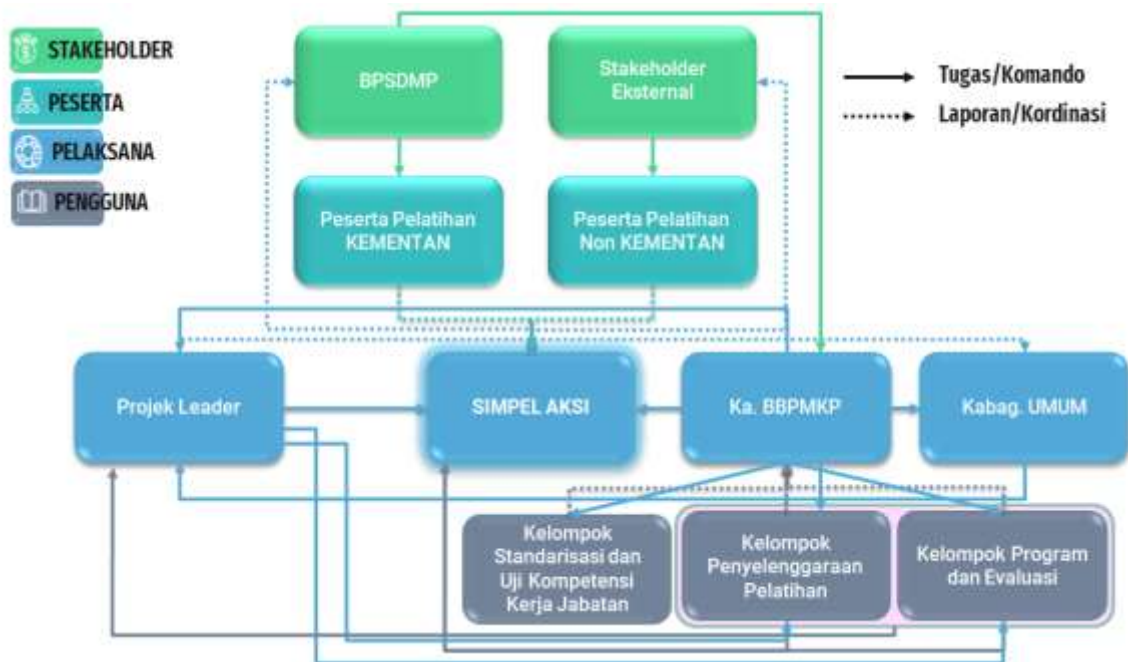 STAKEHOLDER
PESERTA
PELAKSANA
PENGGUNA
BPSDMP
Stakeholder
Eksternal
Tugas/Komando
Laporan/Kordinasi
Peserta Pelatihan
KEMENTAN
Peserta Pelatihan
Non KEMENTAN
Projek Leader
SIMPEL AKSI
Ka. BBPMKP
Kabag. UMUM
Kelompok
Standarisasi dan
Uji Kompetensi
Kerja Jabatan
Kelompok
Penyelenggaraan
Pelatihan
Kelompok Program
dan Evaluasi